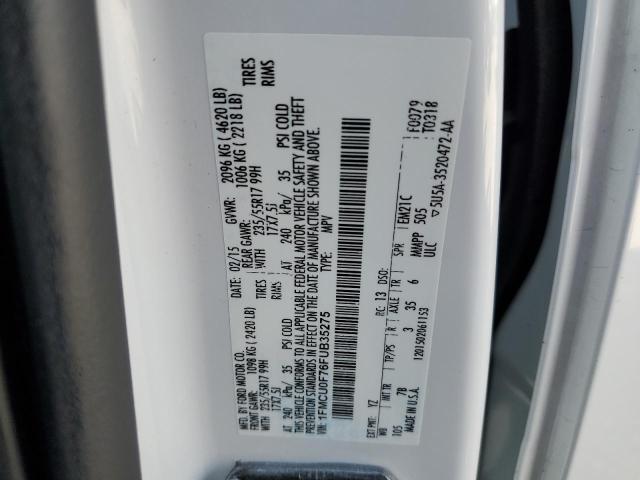 MFD. BY FORD MOTOR CO.
DATE: 02/15 GVWR: 2096 KG ( 4620 LB)
FRONT GAWR: 1098 KG (2420 LB) REAR GAWR: 1006 KG ( 2218 LB)
WITH 235/55R17 99H TIRES WITH 235/55R17 99H TIRES
17X7.5J RIMS 17X7.5J RIMS
AT 240 kPa/ 35 PSI COLD AT 240 kPa/ 35 PSI COLD
THIS VEHICLE CONFORMS TO ALL APPLICABLE FEDERAL MOTOR VEHICLE SAFETY AND THEFT
PREVENTION STANDARDS IN EFFECT ON THE DATE OF MANUFACTURE SHOWN ABOVE.
VIN: 1FMCU0F76FUB35275 TYPE: MPV
F0079
T0318
EXT PNT: YZ RC: 13 DSO:
WB INT TR TP/PS R AXLE TR SPR EM21C
105 7B 3 35 6 MMPP 505
MADE IN U.S.A. ULC
1201502061153 ▽5U5A-3520472-AA